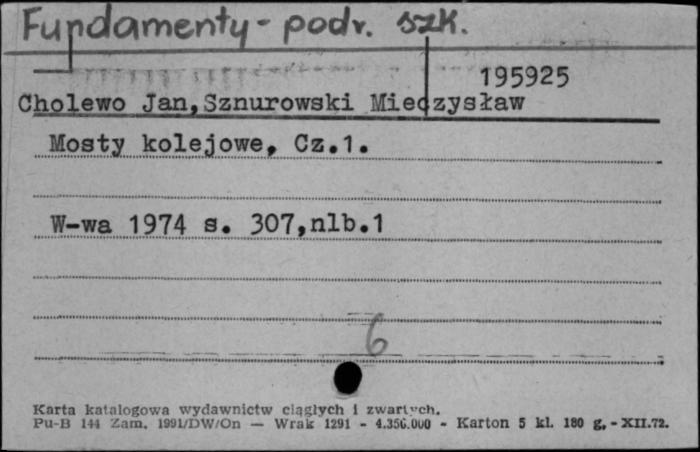 Fundamenty - podr. szk.
195925
Cholewo Jan,Sznurowski Mieczysław
Mosty kolejowe, Cz.1.
W-wa 1974 s. 307,nlb.1
6
Karta katalogowa wydawnictw ciągłych i zwartych.
Pu-B 144 Zam. 1991/DW/On — Wrak 1291 - 4.356.000 - Karton 5 kl. 180 g. - XII.72.